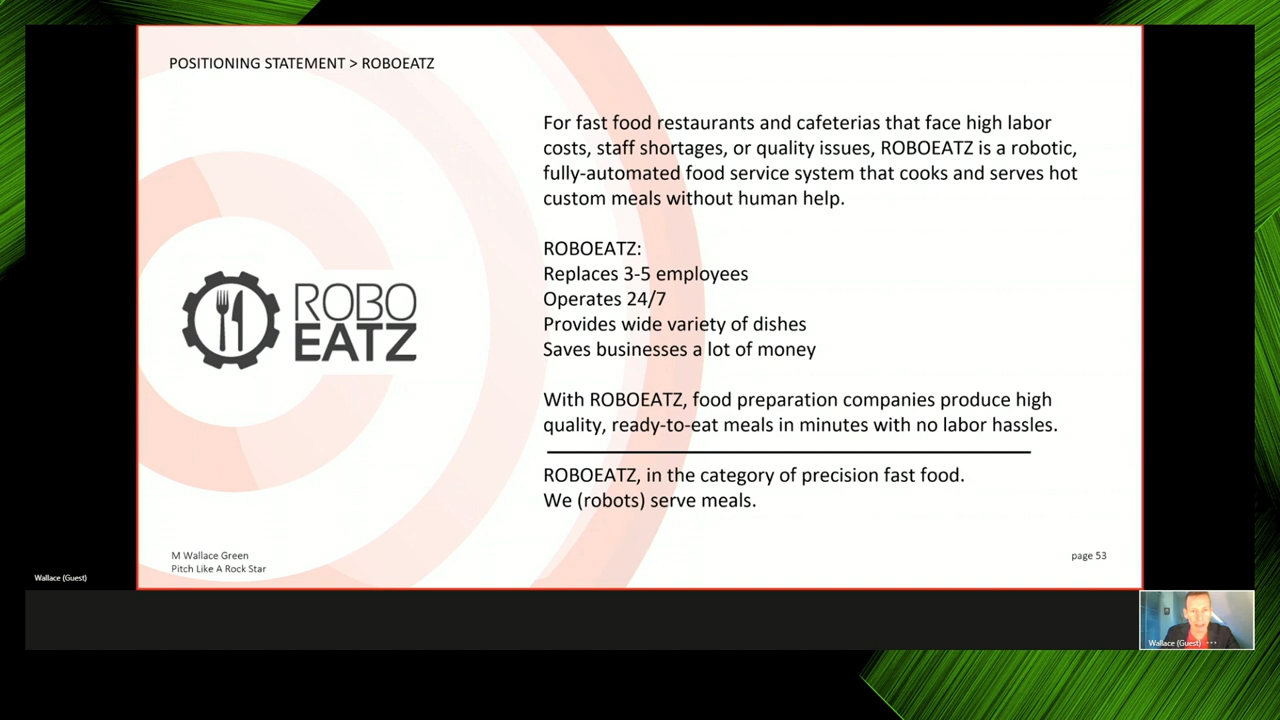 POSITIONING STATEMENT > ROBOEATZ
For fast food restaurants and cafeterias that face high labor
costs, staff shortages, or quality issues, ROBOEATZ is a robotic,
fully-automated food service system that cooks and serves hot
custom meals without human help.
ROBOEATZ:
Replaces 3-5 employees
Operates 24/7
Provides wide variety of dishes
Saves businesses a lot of money
With ROBOEATZ, food preparation companies produce high
quality, ready-to-eat meals in minutes with no labor hassles.
ROBOEATZ, in the category of precision fast food.
We (robots) serve meals.
ROBO
EATZ
M Wallace Green
Pitch Like A Rock Star
page 53
Wallace (Guest)
Wallace (Guest)